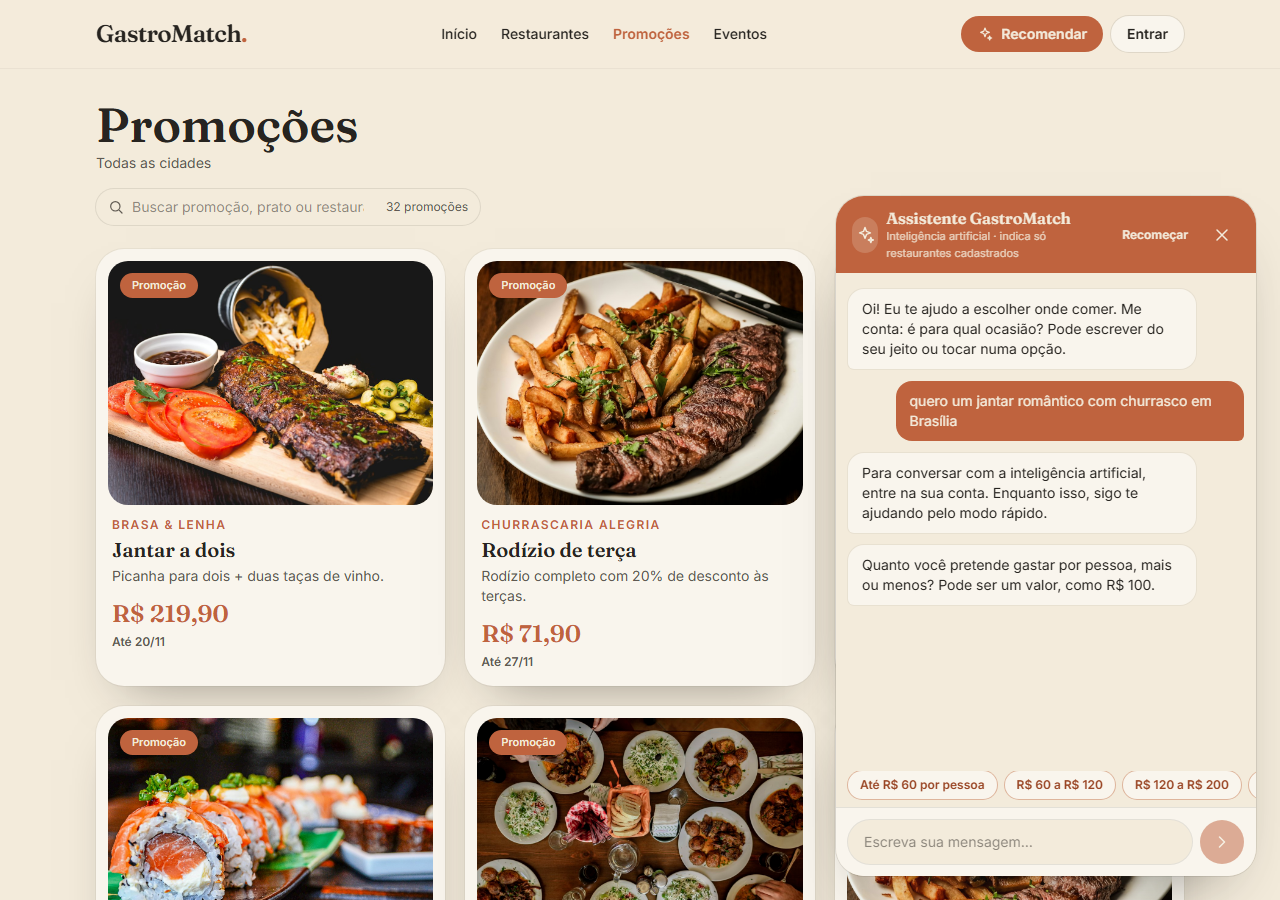 GastroMatch.
Início
Restaurantes
Promoções
Eventos
Recomendar
Entrar
Promoções
Todas as cidades
Buscar promoção, prato ou restaur
32 promoções
Promoção
BRASA & LENHA
Jantar a dois
Picanha para dois + duas taças de vinho.
R$ 219,90
Até 20/11
Promoção
CHURRASCARIA ALEGRIA
Rodízio de terça
Rodízio completo com 20% de desconto às
terças.
R$ 71,90
Até 27/11
Promoção
Promoção
Assistente GastroMatch
Inteligência artificial · indica só
restaurantes cadastrados
Recomeçar
Oi! Eu te ajudo a escolher onde comer. Me
conta: é para qual ocasião? Pode escrever do
seu jeito ou tocar numa opção.
quero um jantar romântico com churrasco em
Brasília
Para conversar com a inteligência artificial,
entre na sua conta. Enquanto isso, sigo te
ajudando pelo modo rápido.
Quanto você pretende gastar por pessoa, mais
ou menos? Pode ser um valor, como R$ 100.
Até R$ 60 por pessoa
R$ 60 a R$ 120
R$ 120 a R$ 200
Escreva sua mensagem...